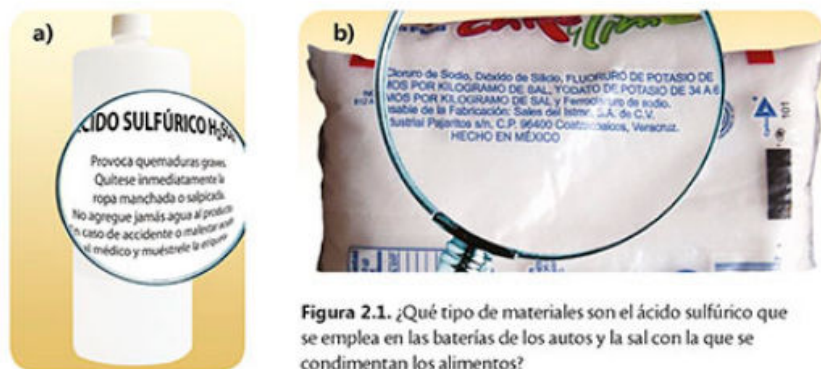 a)
ÁCIDO SULFÚRICO
Provoca quemaduras graves.
Quítese inmediatamente la
ropa manchada o salpicada.
No agregue jamás agua al producto
En caso de accidente o malestar
al médico y muéstrele la etiqueta
b)
y
Cloruro de Sodio, Dióxido de Silicio, FLUORURO DE POTASIO DE
MOS POR KILOGRAMO DE SAL, YODATO DE POTASIO DE 34 A 6
MOS POR KILOGRAMO DE SAL y Ferrocianuro de sodio.
nsable de la Fabricación: Sales del Istmo, S.A. de C.V.
dustrial Pajaritos s/n, C.P. 96400 Coatzacoalcos, Veracruz.
HECHO EN MÉXICO
101
Figura 2.1. ¿Qué tipo de materiales son el ácido sulfúrico que
se emplea en las baterías de los autos y la sal con la que se
condimentan los alimentos?